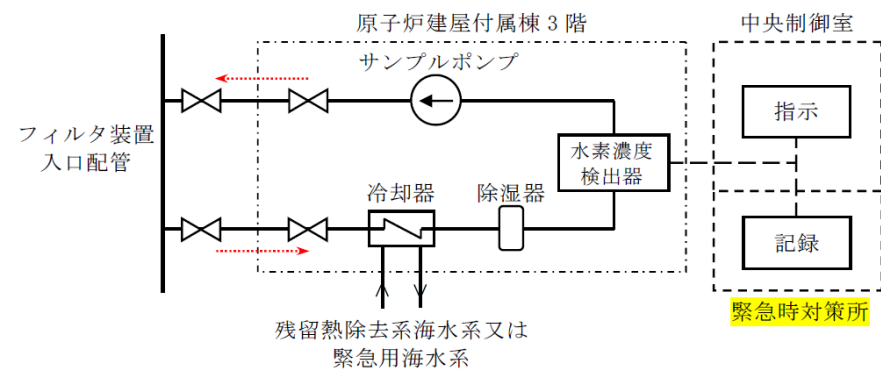 原子炉建屋付属棟3階
中央制御室
サンプルポンプ
指示
フィルタ装置
入口配管
水素濃度
検出器
冷却器
除湿器
記録
緊急時対策所
残留熱除去系海水系又は
緊急用海水系